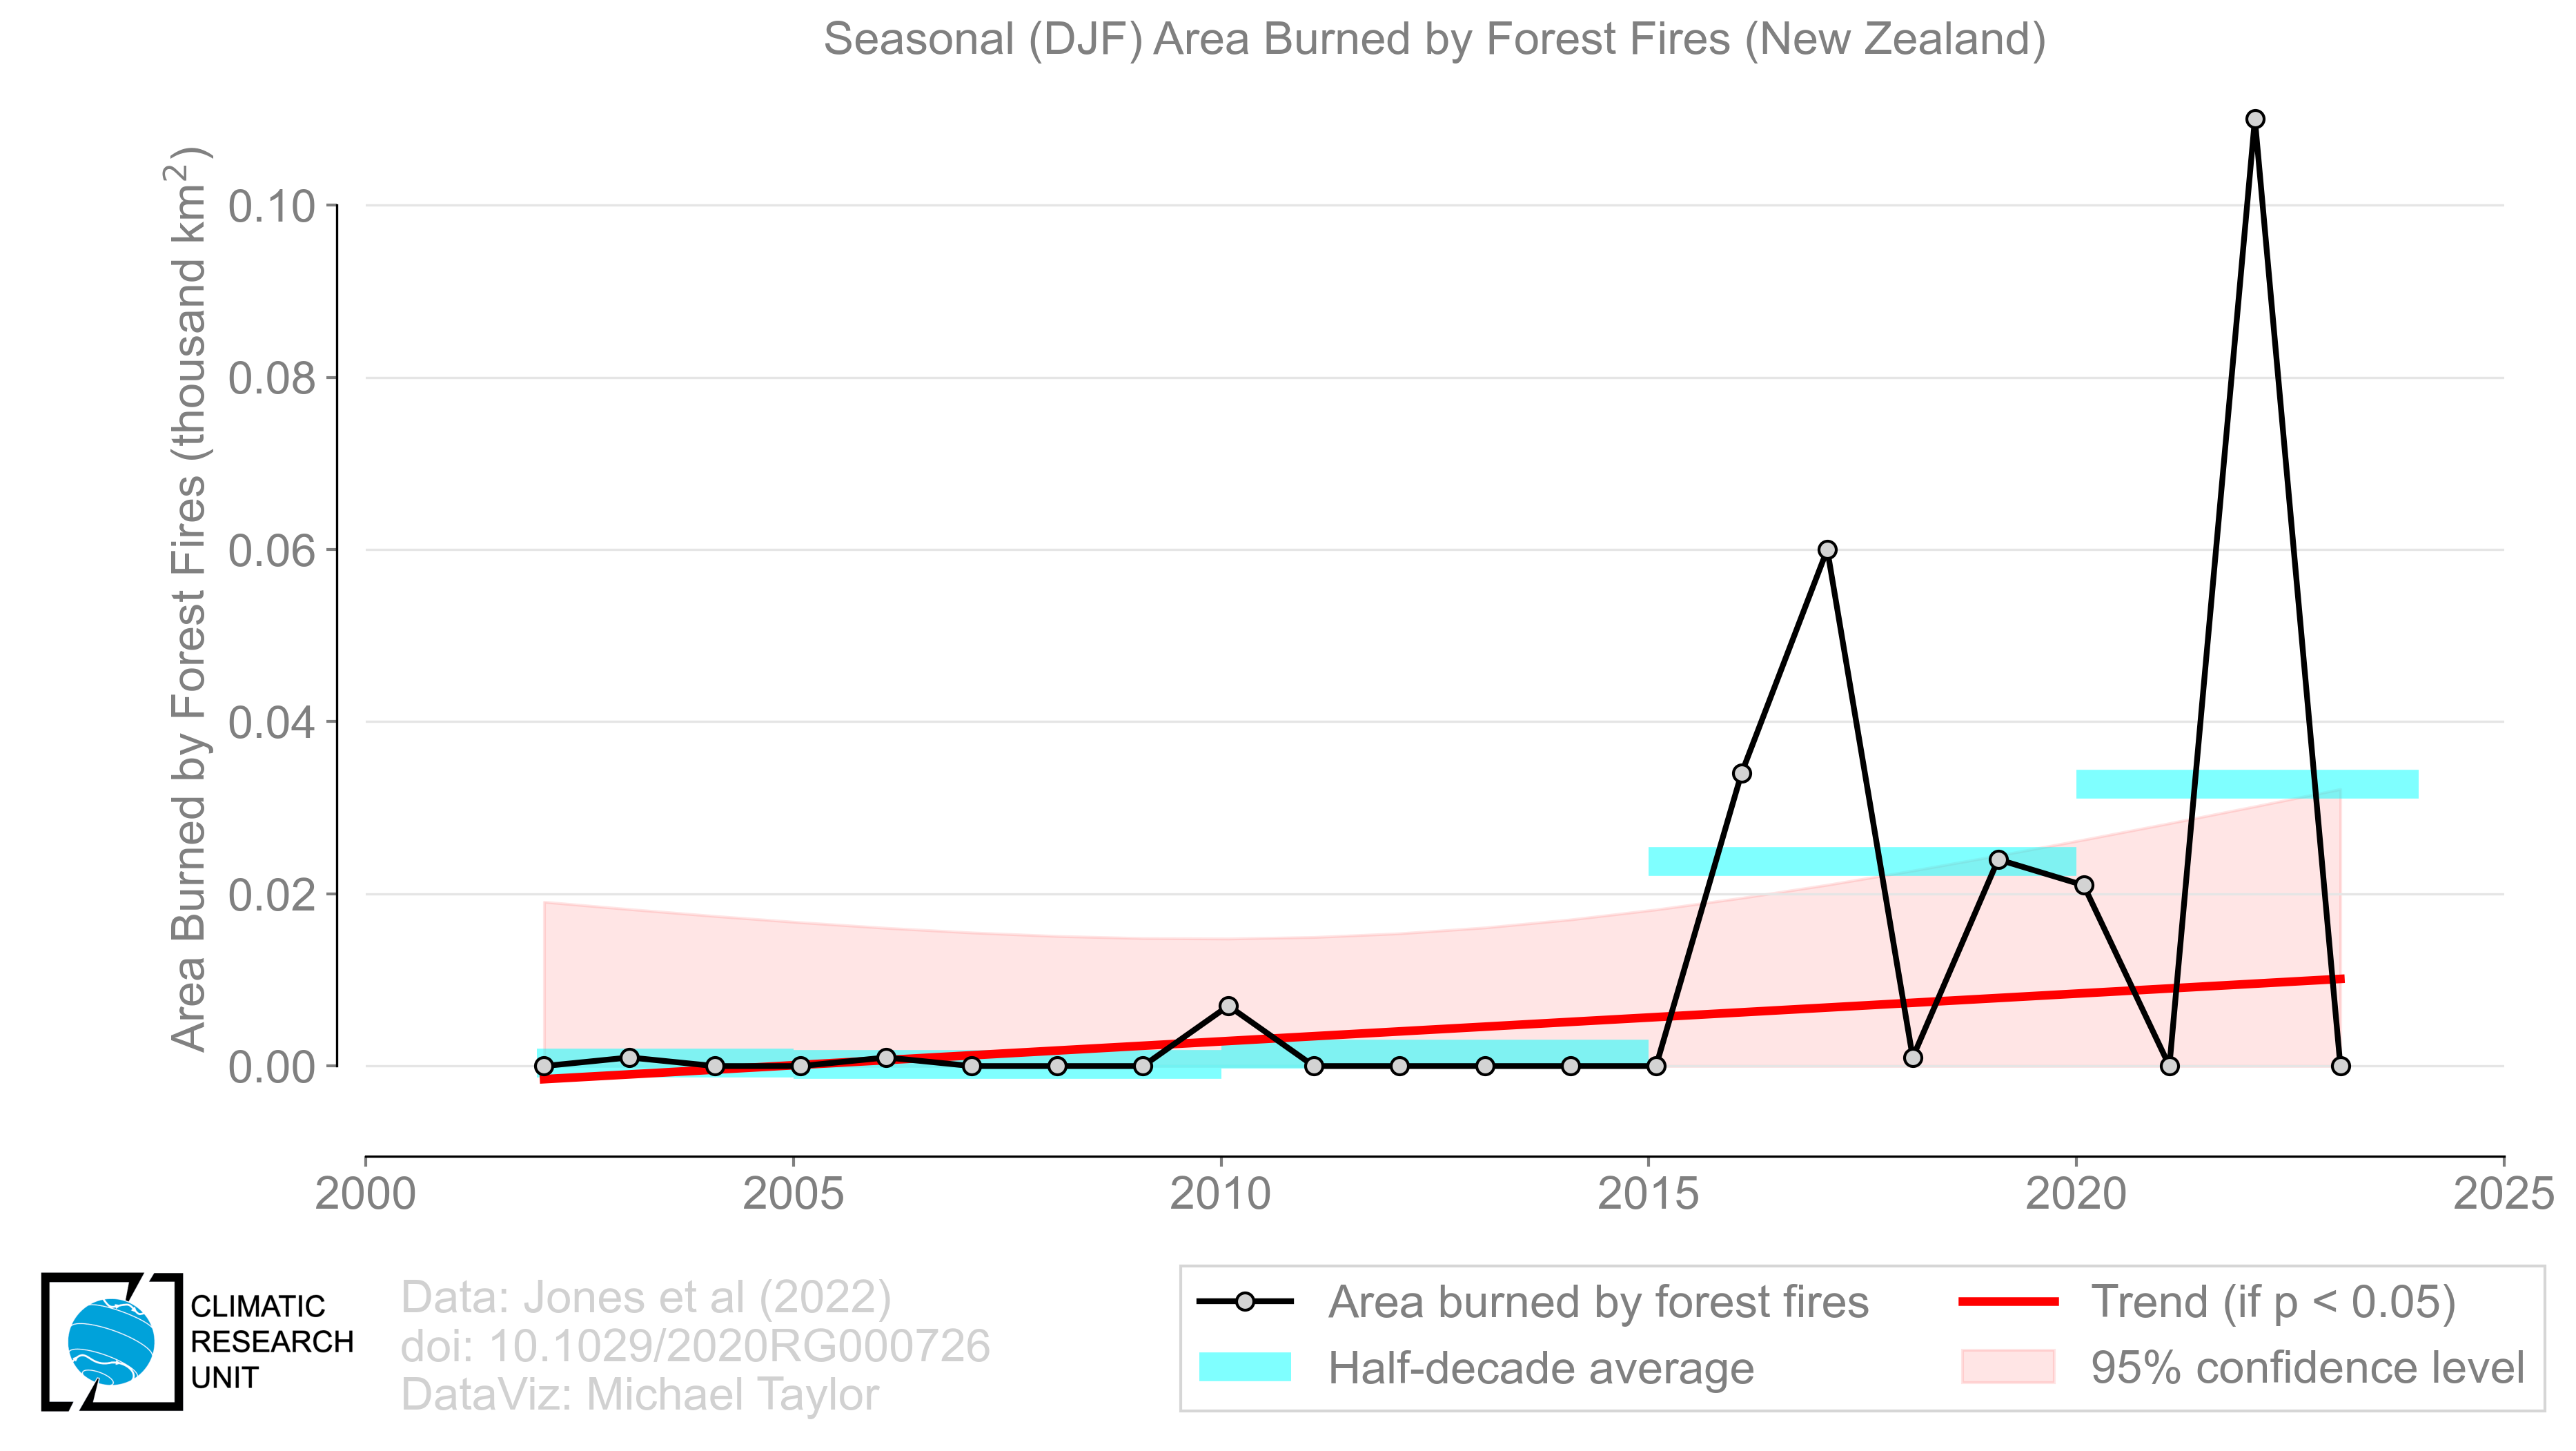 Seasonal (DJF) Area Burned by Forest Fires (New Zealand)
Area Burned by Forest Fires (thousand km²)
0.10
0.08
0.06
0.04
0.02
0.00
2000 2005 2010 2015 2020 2025
CLIMATIC
RESEARCH
UNIT
Data: Jones et al (2022)
doi: 10.1029/2020RG000726
DataViz: Michael Taylor
Area burned by forest fires
Half-decade average
Trend (if p < 0.05)
95% confidence level